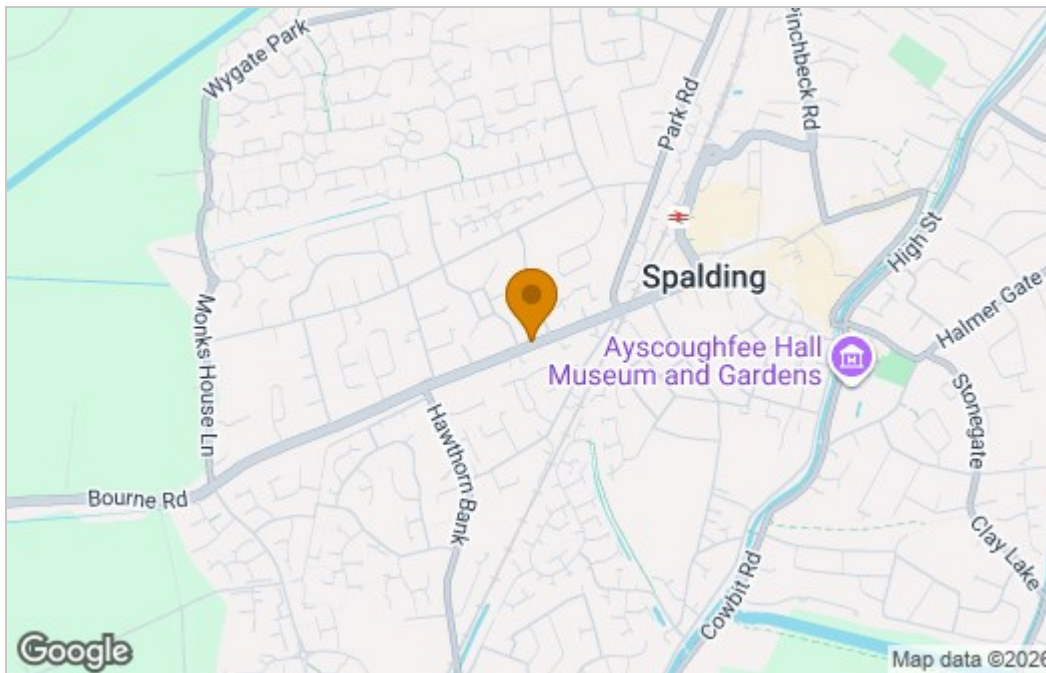 Wygate Park
Park Rd
Pinchbeck Rd
High St
Spalding
Halmer Gate
Ayscoughfee Hall
Museum and Gardens
Monks House Ln
Stonegate
Hawthorn Bank
Bourne Rd
Clay Lake
Cowbit Rd
Google
Map data ©2026